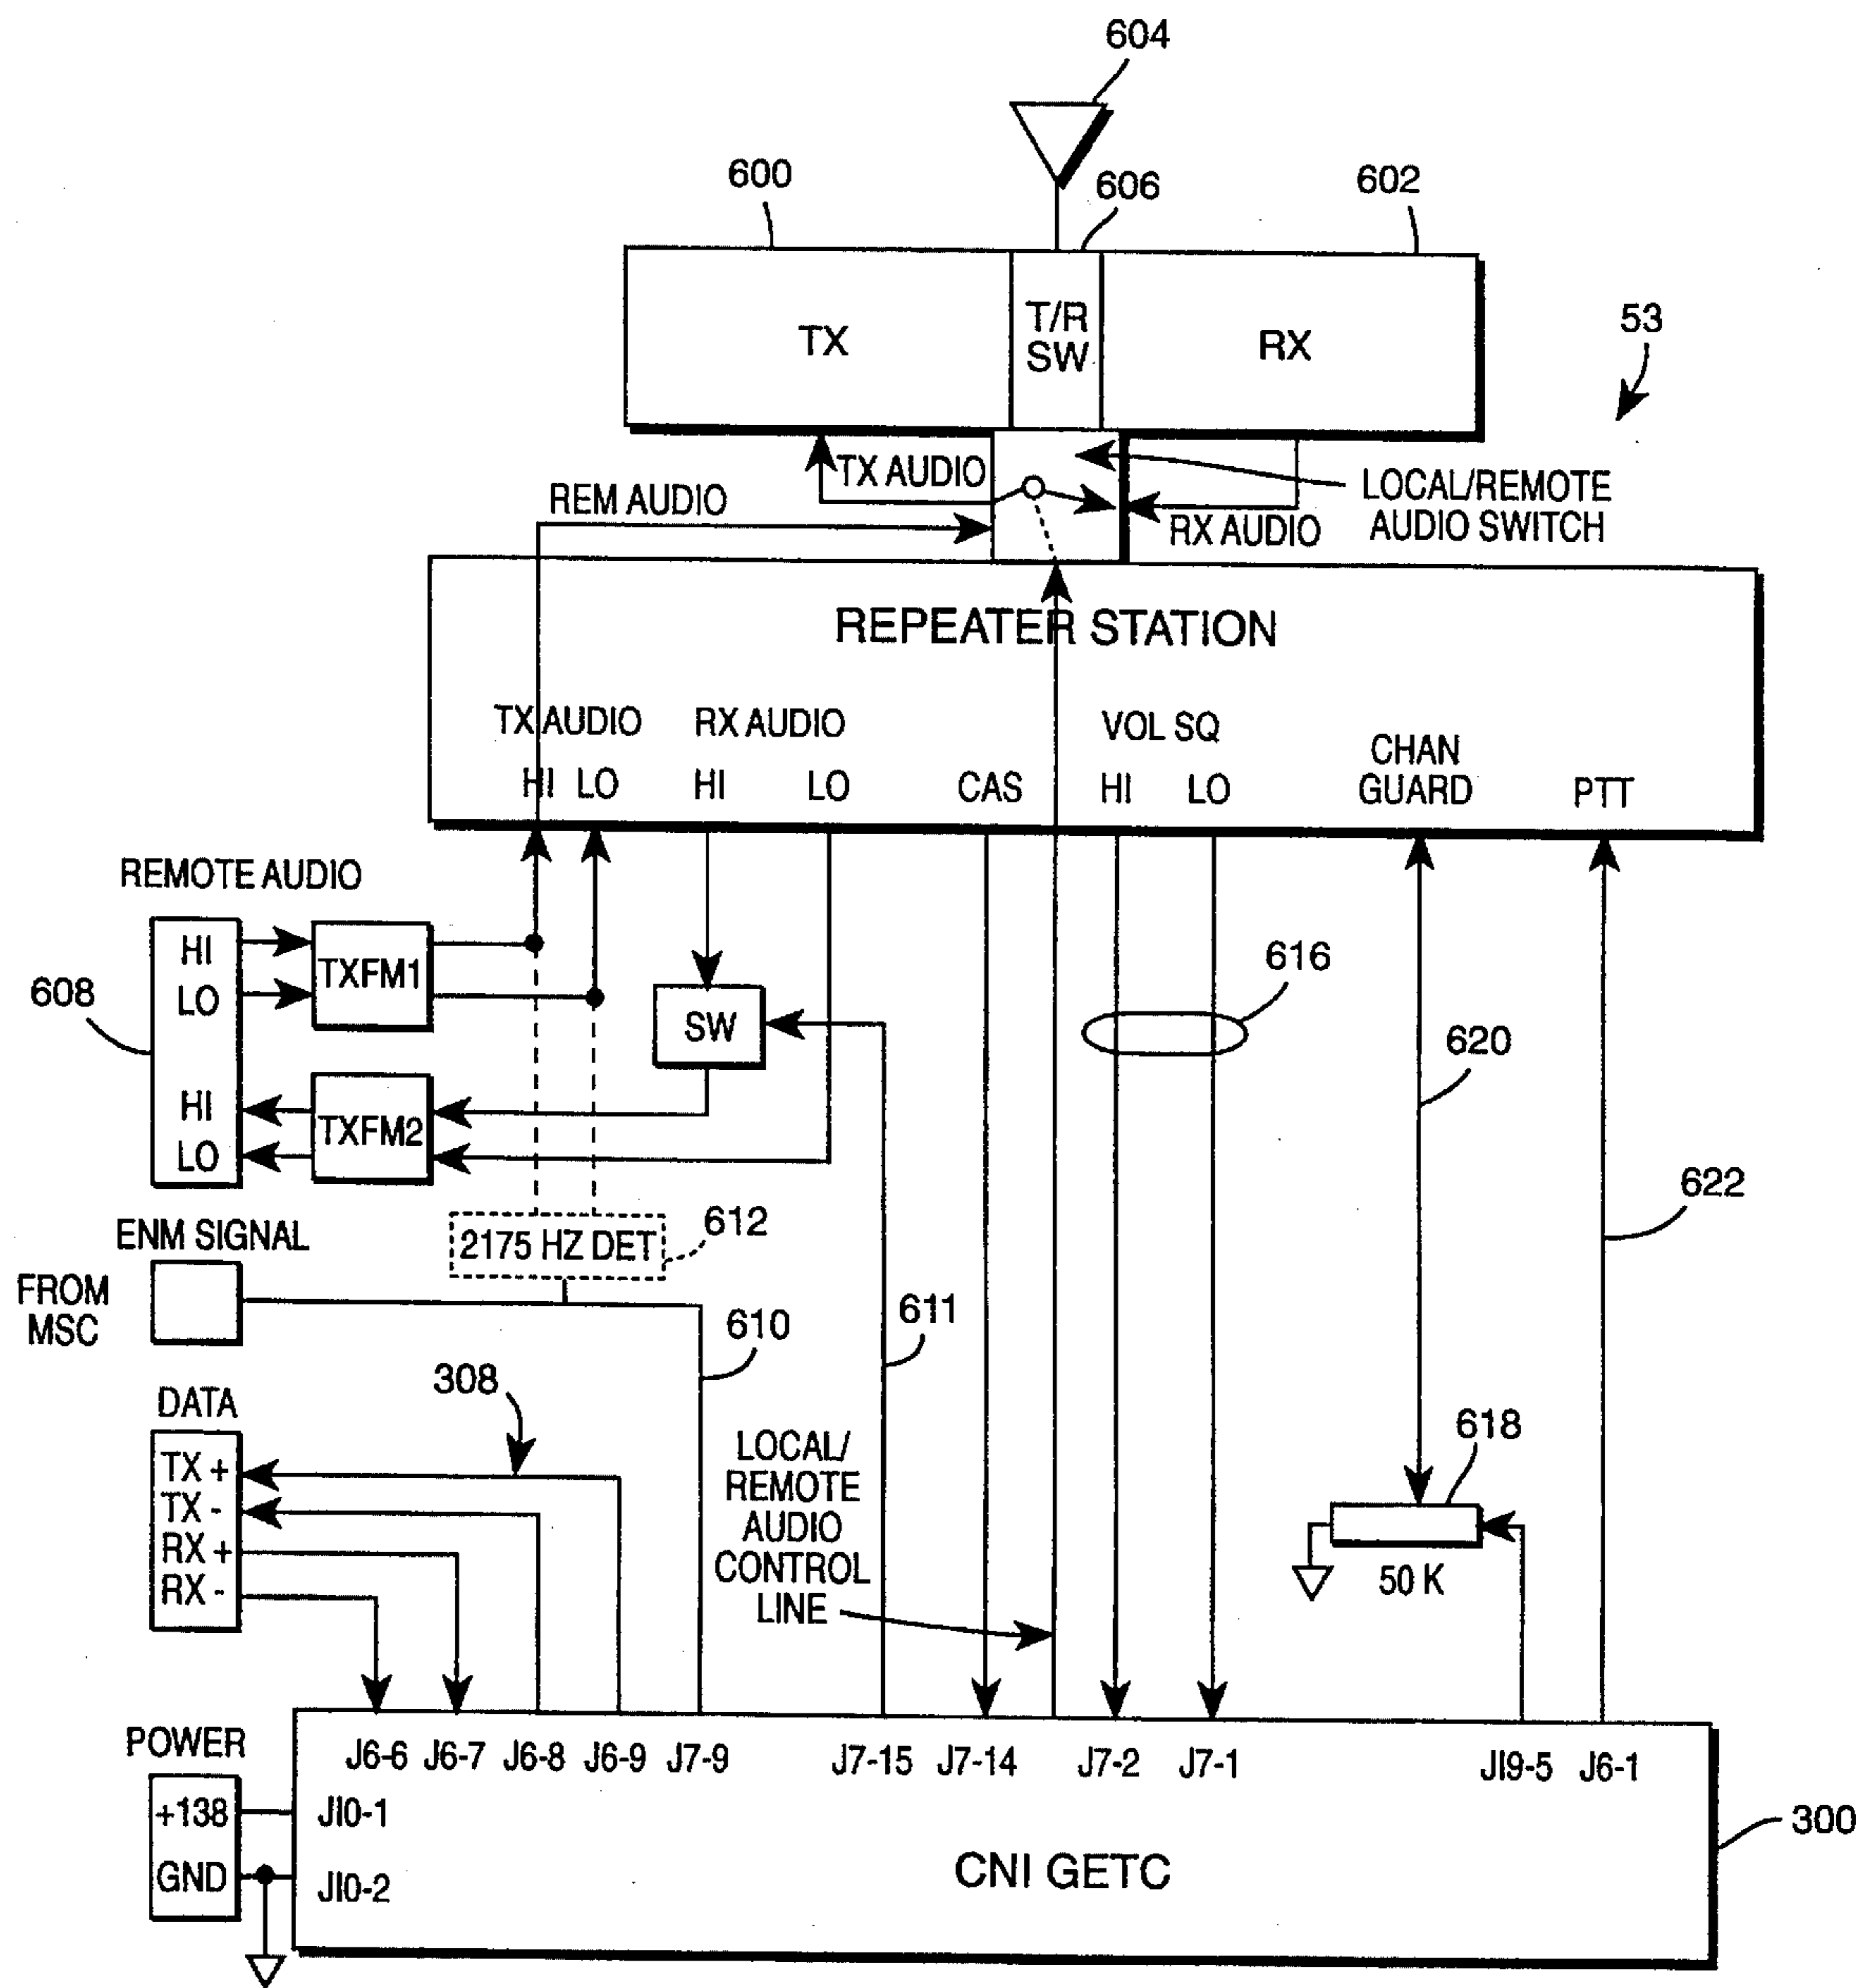 604
600
606
602
TX
T/R
SW
RX
53
TX AUDIO
REM AUDIO
RX AUDIO
LOCAL/REMOTE
AUDIO SWITCH
REPEATER STATION
TX AUDIO
RX AUDIO
VOL SQ
CHAN
GUARD
HI
LO
HI
LO
CAS
HI
LO
PTT
REMOTE AUDIO
HI
LO
TXFM1
608
SW
616
620
HI
LO
TXFM2
622
ENM SIGNAL
2175 HZ DET
612
FROM
MSC
610
611
308
DATA
TX +
TX -
RX +
RX -
LOCAL/
REMOTE
AUDIO
CONTROL
LINE
618
50 K
POWER
J6-6
J6-7
J6-8
J6-9
J7-9
J7-15
J7-14
J7-2
J7-1
JI9-5
J6-1
+138
JI0-1
GND
JI0-2
CNI GETC
300